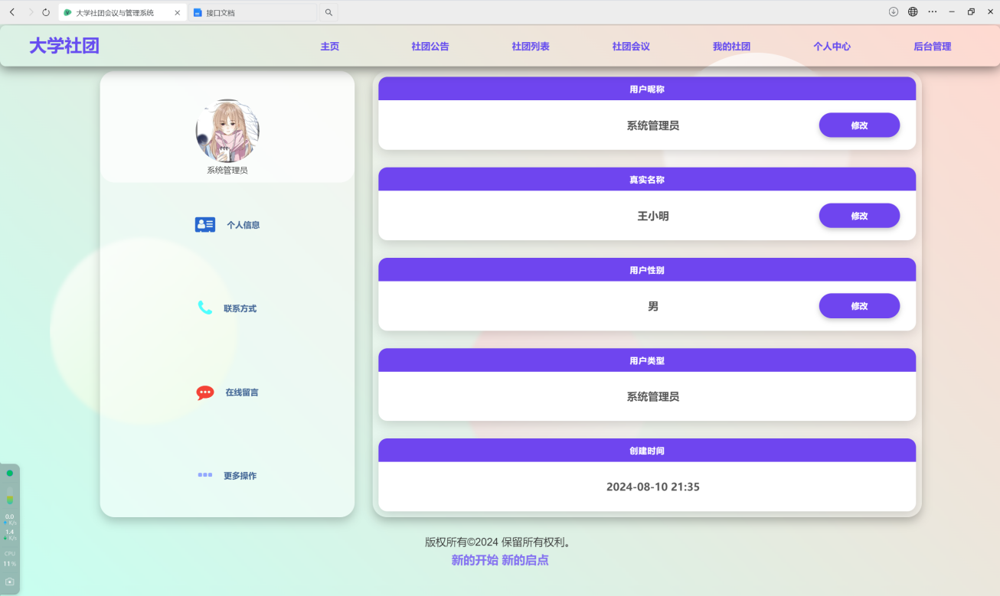 大学社团会议与管理系统
接口文档
大学社团
主页 社团公告 社团列表 社团会议 我的社团 个人中心 后台管理
系统管理员
个人信息
联系方式
在线留言
更多操作
用户昵称
系统管理员 修改
真实名称
王小明 修改
用户性别
男 修改
用户类型
系统管理员
创建时间
2024-08-10 21:35
0.0
K/s
1.4
K/s
CPU
11%
版权所有©2024 保留所有权利。
新的开始 新的启点